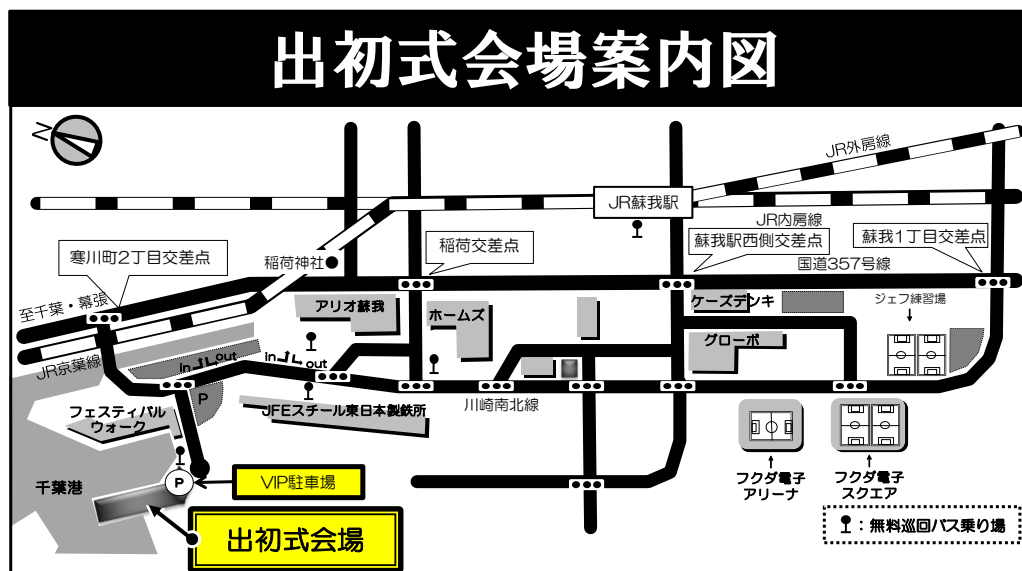 出初式会場案内図
N
JR外房線
JR蘇我駅
JR内房線
寒川町2丁目交差点
稲荷神社
稲荷交差点
蘇我駅西側交差点
蘇我1丁目交差点
国道357号線
至千葉・幕張
アリオ蘇我
ホームズ
ケーズデンキ
ジェフ練習場
グローボ
JR京葉線
in
out
in
out
P
川崎南北線
JFEスチール東日本製鉄所
フェスティバル
ウォーク
フクダ電子
アリーナ
フクダ電子
スクエア
千葉港
P
VIP駐車場
出初式会場
：無料巡回バス乗り場